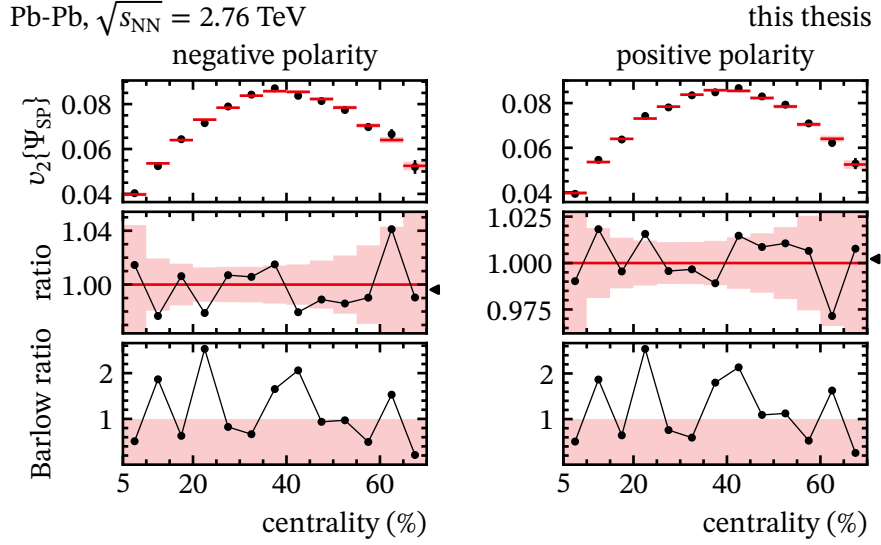 Pb-Pb, √s_NN = 2.76 TeV this thesis
negative polarity positive polarity
v₂{Ψ_SP}
0.08
0.06
0.04
0.08
0.06
0.04
ratio
1.04
1.00
1.025
1.000
0.975
Barlow ratio
2
1
2
1
5 20 40 60 5 20 40 60
centrality (%) centrality (%)